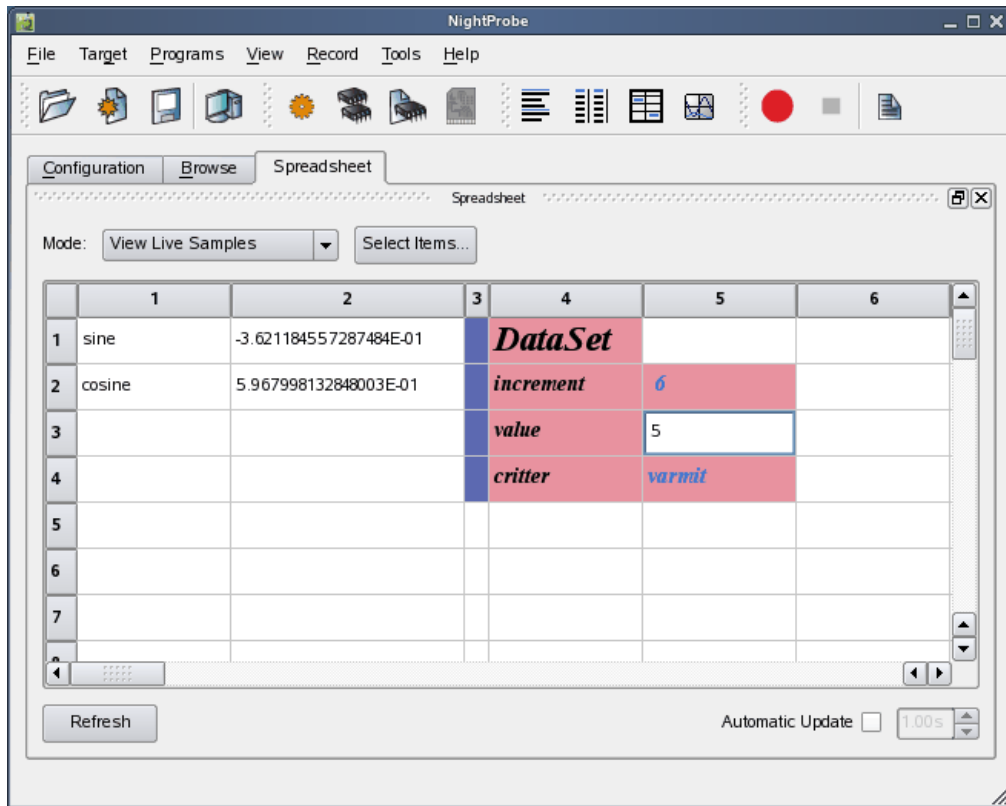 NightProbe
File Target Programs View Record Tools Help
Configuration Browse Spreadsheet
Spreadsheet
Mode: View Live Samples Select Items...
1 2 3 4 5 6
1 sine -3.621184557287484E-01 DataSet
2 cosine 5.967998132848003E-01 increment 6
3 value 5
4 critter varmit
5
6
7
Refresh Automatic Update 1.00s